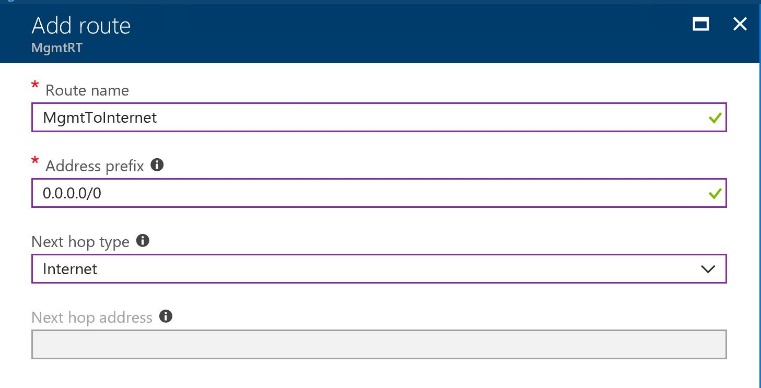 Add route
MgmtRT
* Route name
MgmtToInternet
* Address prefix
0.0.0.0/0
Next hop type
Internet
Next hop address